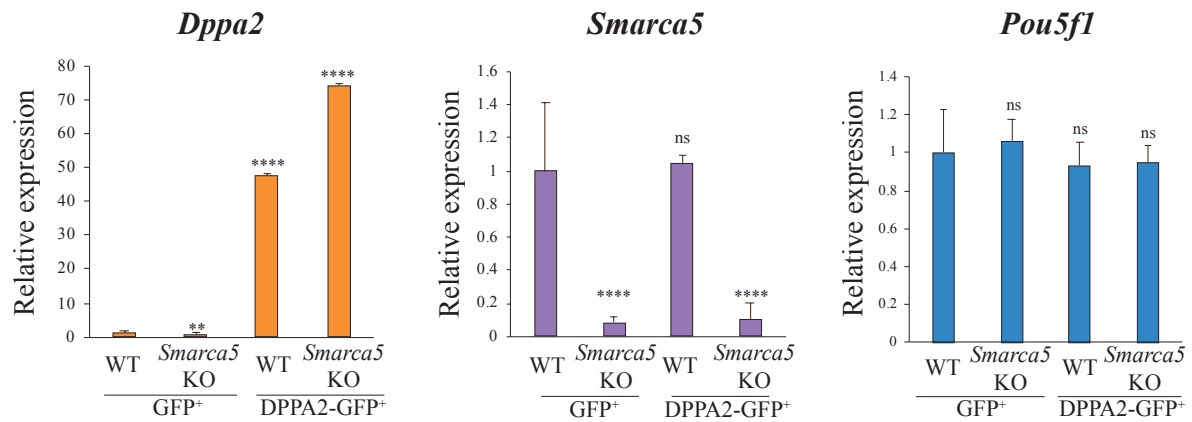 Dppa2
Relative expression
80
70
60
50
40
30
20
10
0
**
****
****
WT
Smarca5
KO
WT
Smarca5
KO
GFP+
DPPA2-GFP+
Smarca5
Relative expression
1.6
1.4
1.2
1
0.8
0.6
0.4
0.2
0
****
ns
****
WT
Smarca5
KO
WT
Smarca5
KO
GFP+
DPPA2-GFP+
Pou5f1
Relative expression
1.4
1.2
1
0.8
0.6
0.4
0.2
0
ns
ns
ns
WT
Smarca5
KO
WT
Smarca5
KO
GFP+
DPPA2-GFP+